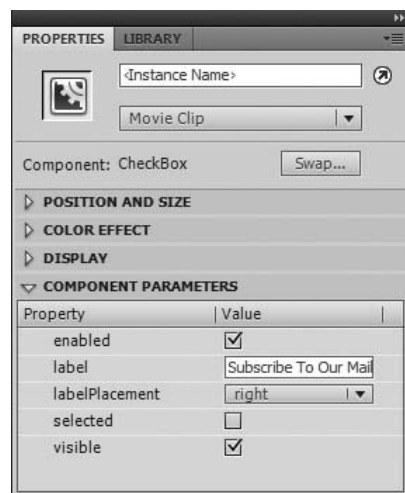 PROPERTIES LIBRARY
<Instance Name>
Movie Clip
Component: CheckBox Swap...
POSITION AND SIZE
COLOR EFFECT
DISPLAY
COMPONENT PARAMETERS
Property Value
enabled
label Subscribe To Our Mail
labelPlacement right
selected
visible